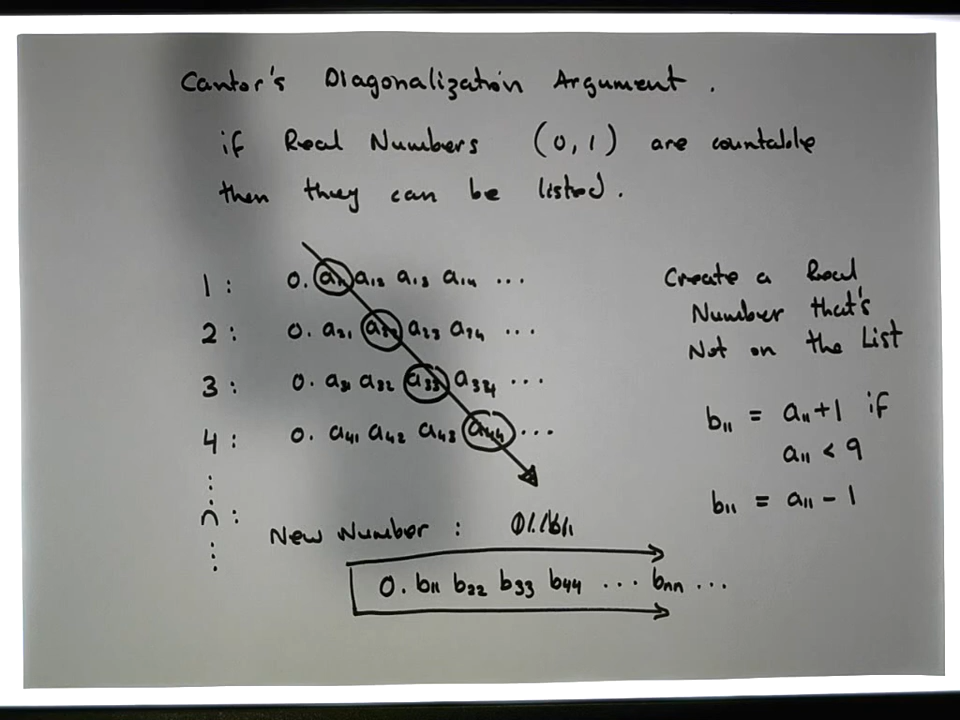 Cantor's Diagonalization Argument.
if Real Numbers (0,1) are countable
then they can be listed.
1: 0. a₁₁ a₁₂ a₁₃ a₁₄ ...
2: 0. a₂₁ a₂₂ a₂₃ a₂₄ ...
3: 0. a₃₁ a₃₂ a₃₃ a₃₄ ...
4: 0. a₄₁ a₄₂ a₄₃ a₄₄ ...
⋮
n:
⋮
Create a Real
Number that's
Not on the List
b₁₁ = a₁₁+1 if
a₁₁ < 9
b₁₁ = a₁₁ - 1
New Number:
0. b₁₁ b₂₂ b₃₃ b₄₄ ... bₙₙ ...